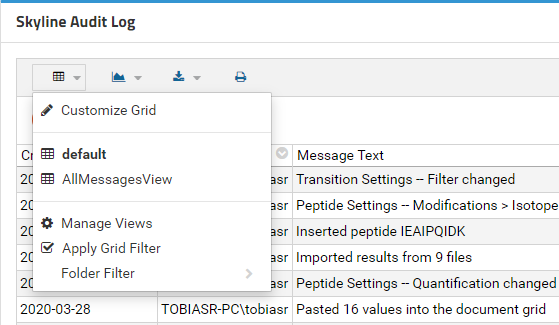 Skyline Audit Log
Customize Grid
default
AllMessagesView
Manage Views
Apply Grid Filter
Folder Filter
Cr Message Text
20 iasr Transition Settings -- Filter changed
20 iasr Peptide Settings -- Modifications > Isotope
20 iasr Inserted peptide IEAIPQIDK
20 iasr Imported results from 9 files
20 iasr Peptide Settings -- Quantification changed
2020-03-28 TOBIASR-PC\tobiasr Pasted 16 values into the document grid